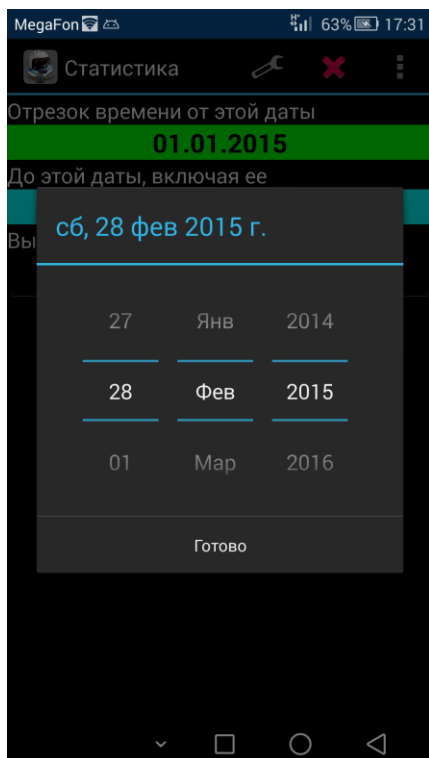 MegaFon 63% 17:31
Статистика
Отрезок времени от этой даты
01.01.2015
До этой даты, включая ее
Вы
сб, 28 фев 2015 г.
27 Янв 2014
28 Фев 2015
01 Мар 2016
Готово